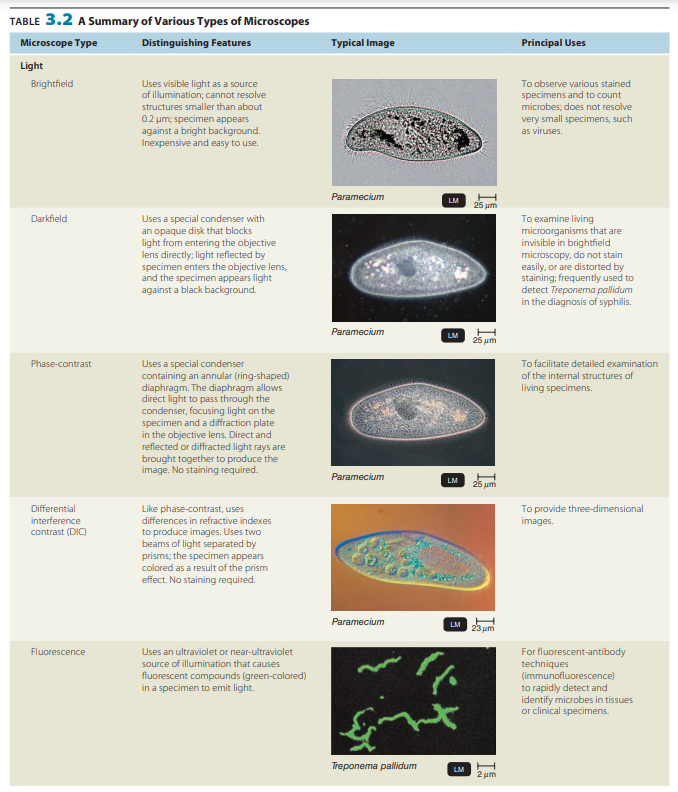 TABLE 3.2 A Summary of Various Types of Microscopes
Microscope Type Distinguishing Features Typical Image Principal Uses
Light
Brightfield
Uses visible light as a source
of illumination; cannot resolve
structures smaller than about
0.2 μm; specimen appears
against a bright background.
Inexpensive and easy to use.
Paramecium LM 25 μm
To observe various stained
specimens and to count
microbes; does not resolve
very small specimens, such
as viruses.
Darkfield
Uses a special condenser with
an opaque disk that blocks
light from entering the objective
lens directly; light reflected by
specimen enters the objective lens,
and the specimen appears light
against a black background.
Paramecium LM 25 μm
To examine living
microorganisms that are
invisible in brightfield
microscopy, do not stain
easily, or are distorted by
staining; frequently used to
detect Treponema pallidum
in the diagnosis of syphilis.
Phase-contrast
Uses a special condenser
containing an annular (ring-shaped)
diaphragm. The diaphragm allows
direct light to pass through the
condenser, focusing light on the
specimen and a diffraction plate
in the objective lens. Direct and
reflected or diffracted light rays are
brought together to produce the
image. No staining required.
Paramecium LM 25 μm
To facilitate detailed examination
of the internal structures of
living specimens.
Differential
interference
contrast (DIC)
Like phase-contrast, uses
differences in refractive indexes
to produce images. Uses two
beams of light separated by
prisms; the specimen appears
colored as a result of the prism
effect. No staining required.
Paramecium LM 23 μm
To provide three-dimensional
images.
Fluorescence
Uses an ultraviolet or near-ultraviolet
source of illumination that causes
fluorescent compounds (green-colored)
in a specimen to emit light.
Treponema pallidum LM 2 μm
For fluorescent-antibody
techniques
(immunofluorescence)
to rapidly detect and
identify microbes in tissues
or clinical specimens.